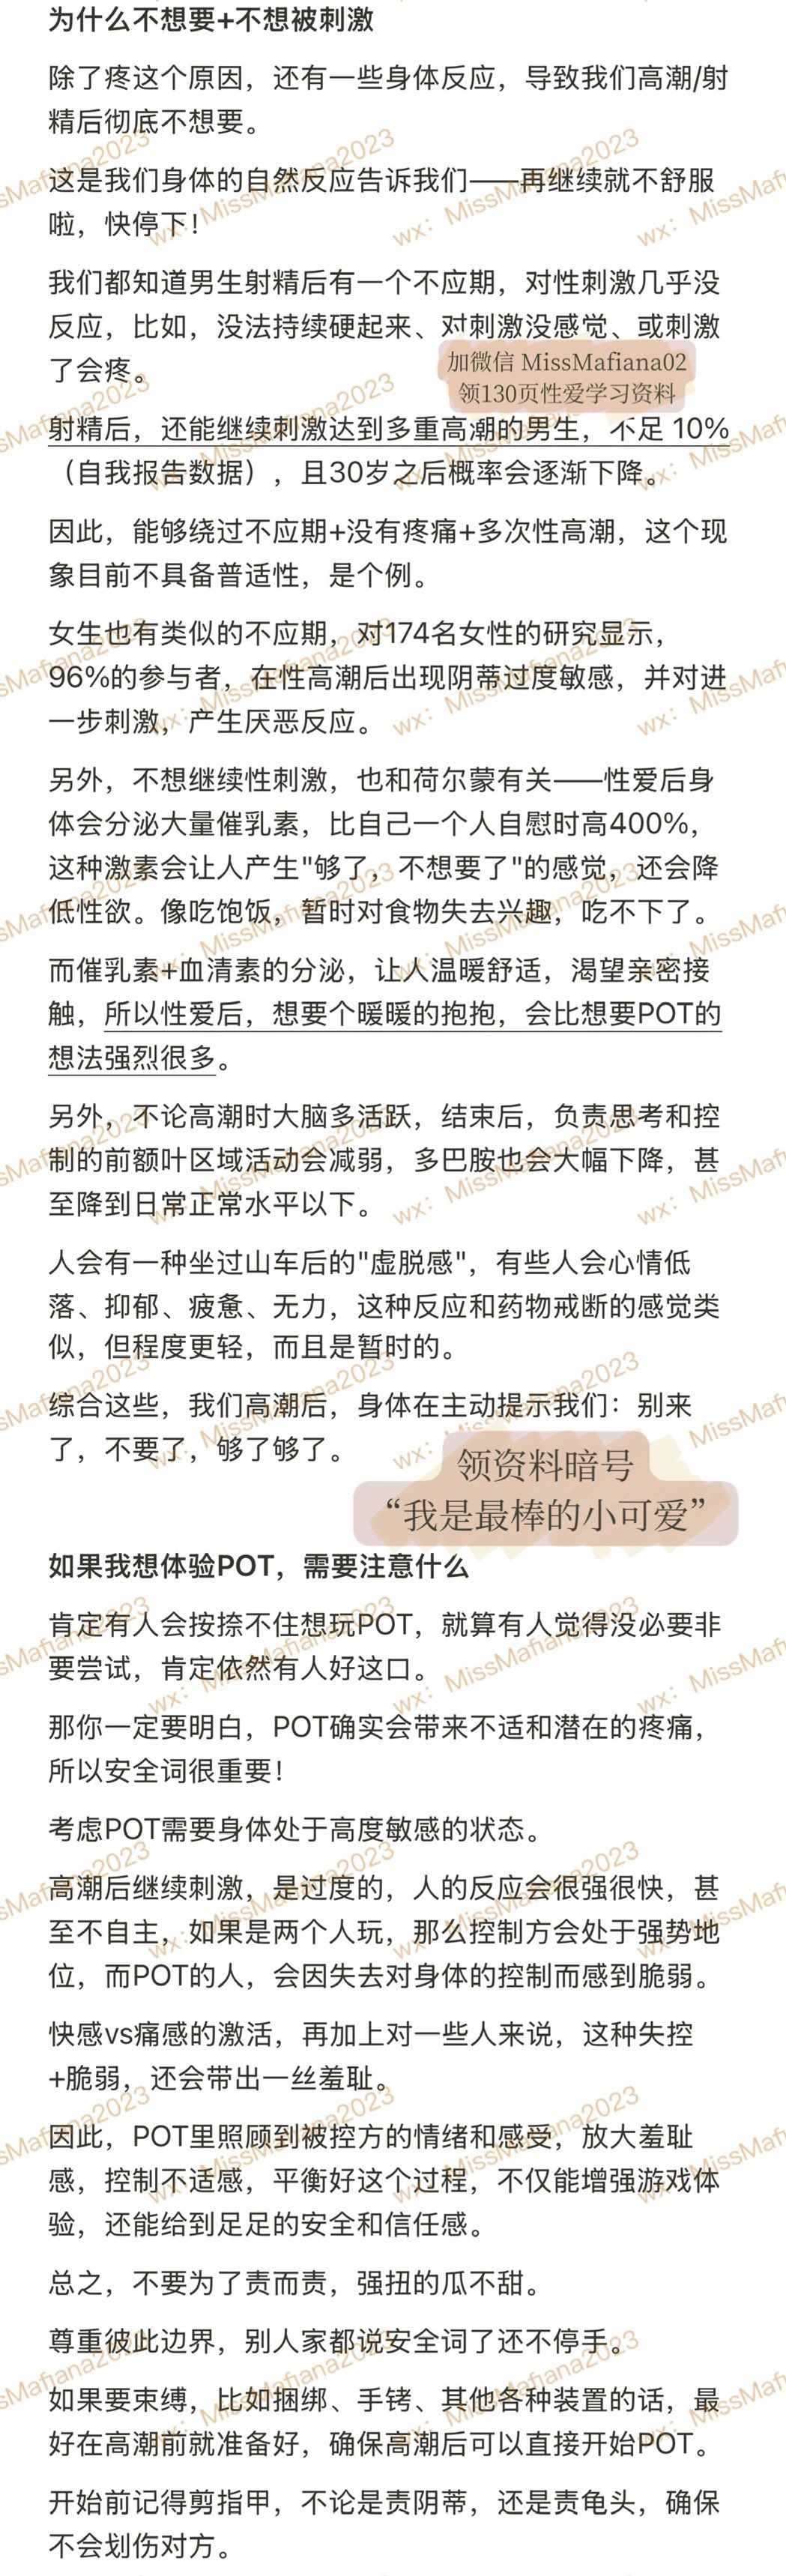 为什么不想要+不想被刺激
除了疼这个原因，还有一些身体反应，导致我们高潮/射
精后彻底不想要。
这是我们身体的自然反应告诉我们——再继续就不舒服
啦，快停下！
我们都知道男生射精后有一个不应期，对性刺激几乎没
反应，比如，没法持续硬起来、对刺激没感觉、或刺激
了会疼。
加微信 MissMafiana02
领130页性爱学习资料
射精后，还能继续刺激达到多重高潮的男生，不足 10%
（自我报告数据），且30岁之后概率会逐渐下降。
因此，能够绕过不应期+没有疼痛+多次性高潮，这个现
象目前不具备普适性，是个例。
女生也有类似的不应期，对174名女性的研究显示，
96%的参与者，在性高潮后出现阴蒂过度敏感，并对进
一步刺激，产生厌恶反应。
另外，不想继续性刺激，也和荷尔蒙有关——性爱后身
体会分泌大量催乳素，比自己一个人自慰时高400%，
这种激素会让人产生"够了，不想要了"的感觉，还会降
低性欲。像吃饱饭，暂时对食物失去兴趣，吃不下了。
而催乳素+血清素的分泌，让人温暖舒适，渴望亲密接
触，所以性爱后，想要个暖暖的抱抱，会比想要POT的
想法强烈很多。
另外，不论高潮时大脑多活跃，结束后，负责思考和控
制的前额叶区域活动会减弱，多巴胺也会大幅下降，甚
至降到日常正常水平以下。
人会有一种坐过山车后的"虚脱感"，有些人会心情低
落、抑郁、疲惫、无力，这种反应和药物戒断的感觉类
似，但程度更轻，而且是暂时的。
综合这些，我们高潮后，身体在主动提示我们：别来
了，不要了，够了够了。
领资料暗号
“我是最棒的小可爱”
如果我想体验POT，需要注意什么
肯定有人会按捺不住想玩POT，就算有人觉得没必要非
要尝试，肯定依然有人好这口。
那你一定要明白，POT确实会带来不适和潜在的疼痛，
所以安全词很重要！
考虑POT需要身体处于高度敏感的状态。
高潮后继续刺激，是过度的，人的反应会很强很快，甚
至不自主，如果是两个人玩，那么控制方会处于强势地
位，而POT的人，会因失去对身体的控制而感到脆弱。
快感vs痛感的激活，再加上对一些人来说，这种失控
+脆弱，还会带出一丝羞耻。
因此，POT里照顾到被控方的情绪和感受，放大羞耻
感，控制不适感，平衡好这个过程，不仅能增强游戏体
验，还能给到足足的安全和信任感。
总之，不要为了责而责，强扭的瓜不甜。
尊重彼此边界，别人家都说安全词了还不停手。
如果要束缚，比如捆绑、手铐、其他各种装置的话，最
好在高潮前就准备好，确保高潮后可以直接开始POT。
开始前记得剪指甲，不论是责阴蒂，还是责龟头，确保
不会划伤对方。
wx：MissMafiana2023